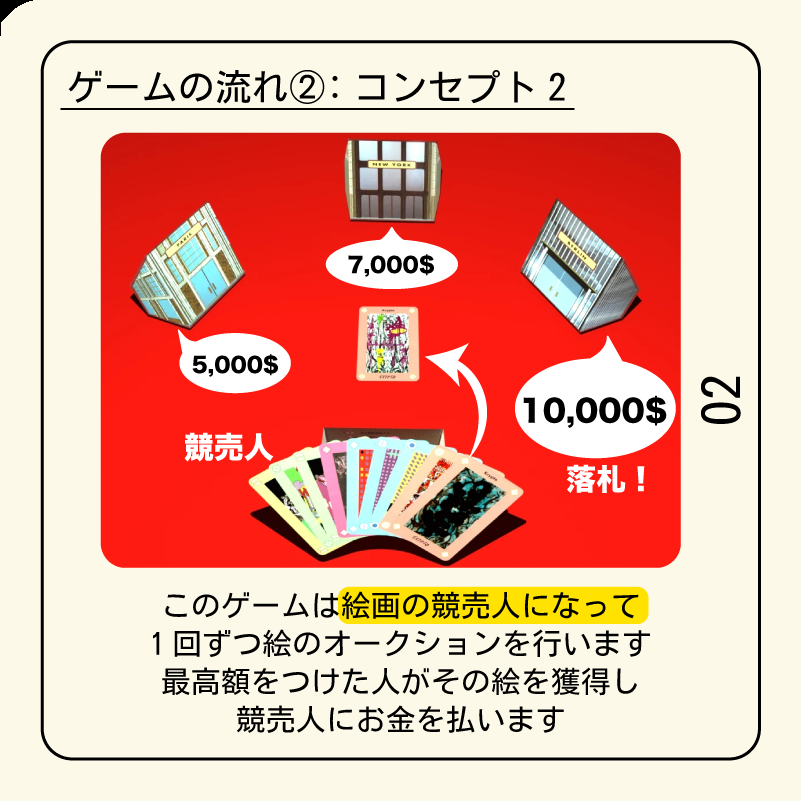 ゲームの流れ②：コンセプト2
NEW YORK
PARIS
BERLIN
7,000$
5,000$
10,000$
競売人
落札！
02
このゲームは絵画の競売人になって
1回ずつ絵のオークションを行います
最高額をつけた人がその絵を獲得し
競売人にお金を払います